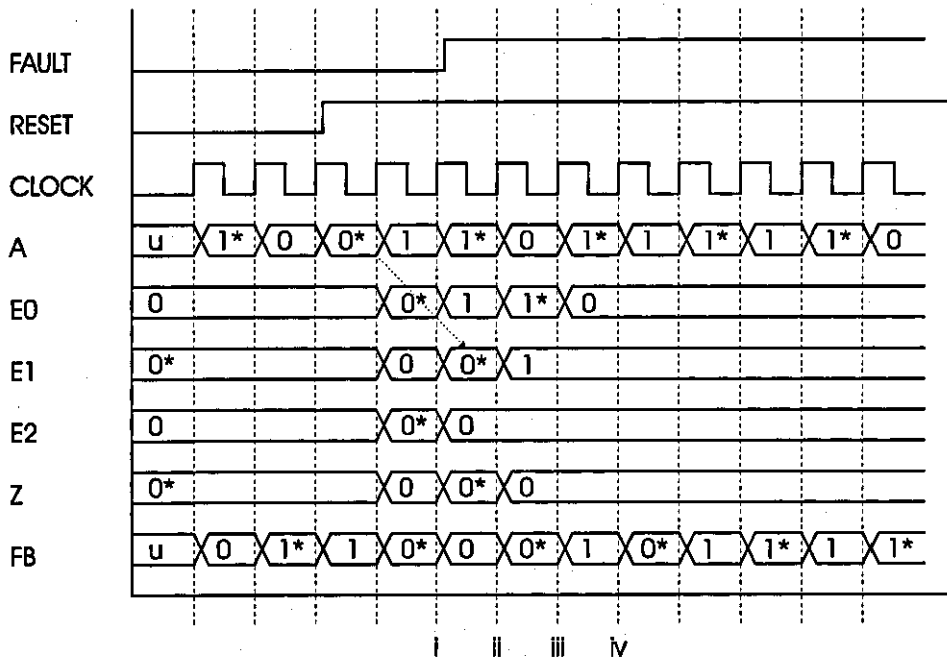 FAULT
RESET
CLOCK
A u 1* 0 0* 1 1* 0 1* 1 1* 1 1* 0
E0 0 0* 1 1* 0
E1 0* 0 0* 1
E2 0 0* 0
Z 0* 0 0* 0
FB u 0 1* 1 0* 0 0* 1 0* 1 1* 1 1*
i ii iii iv